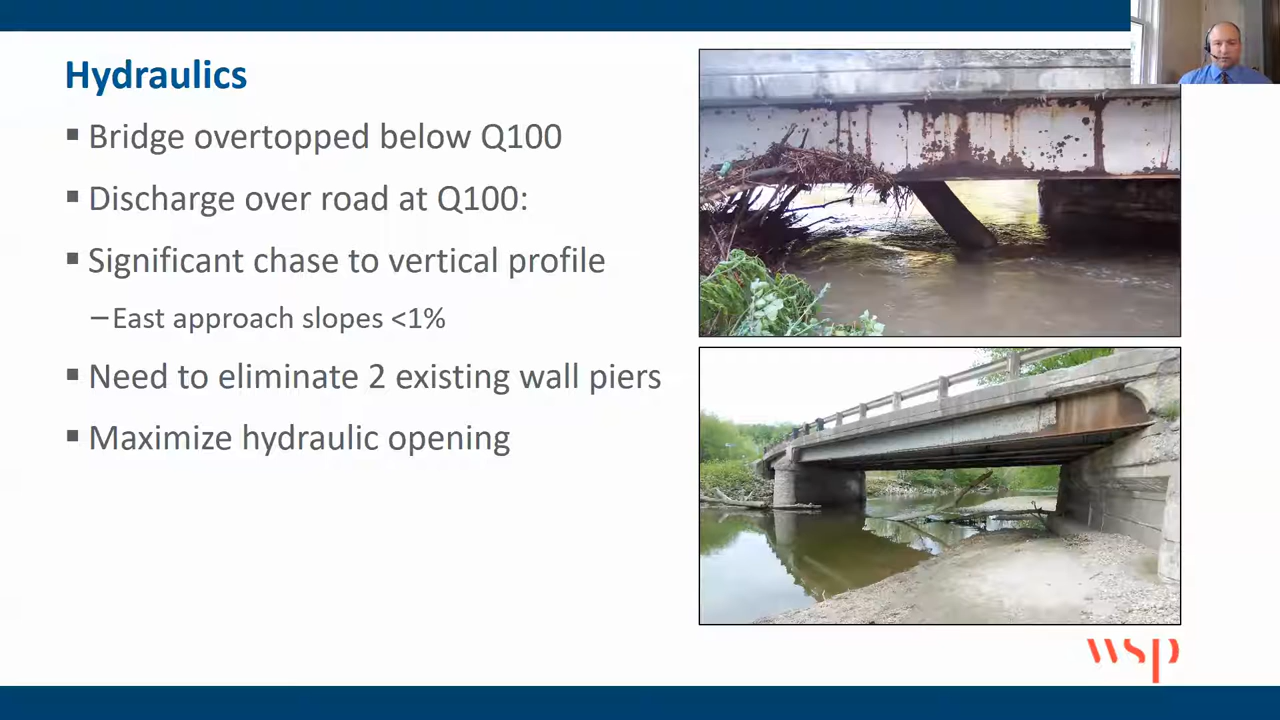 Hydraulics
▪ Bridge overtopped below Q100
▪ Discharge over road at Q100:
▪ Significant chase to vertical profile
–East approach slopes <1%
▪ Need to eliminate 2 existing wall piers
▪ Maximize hydraulic opening
wsp